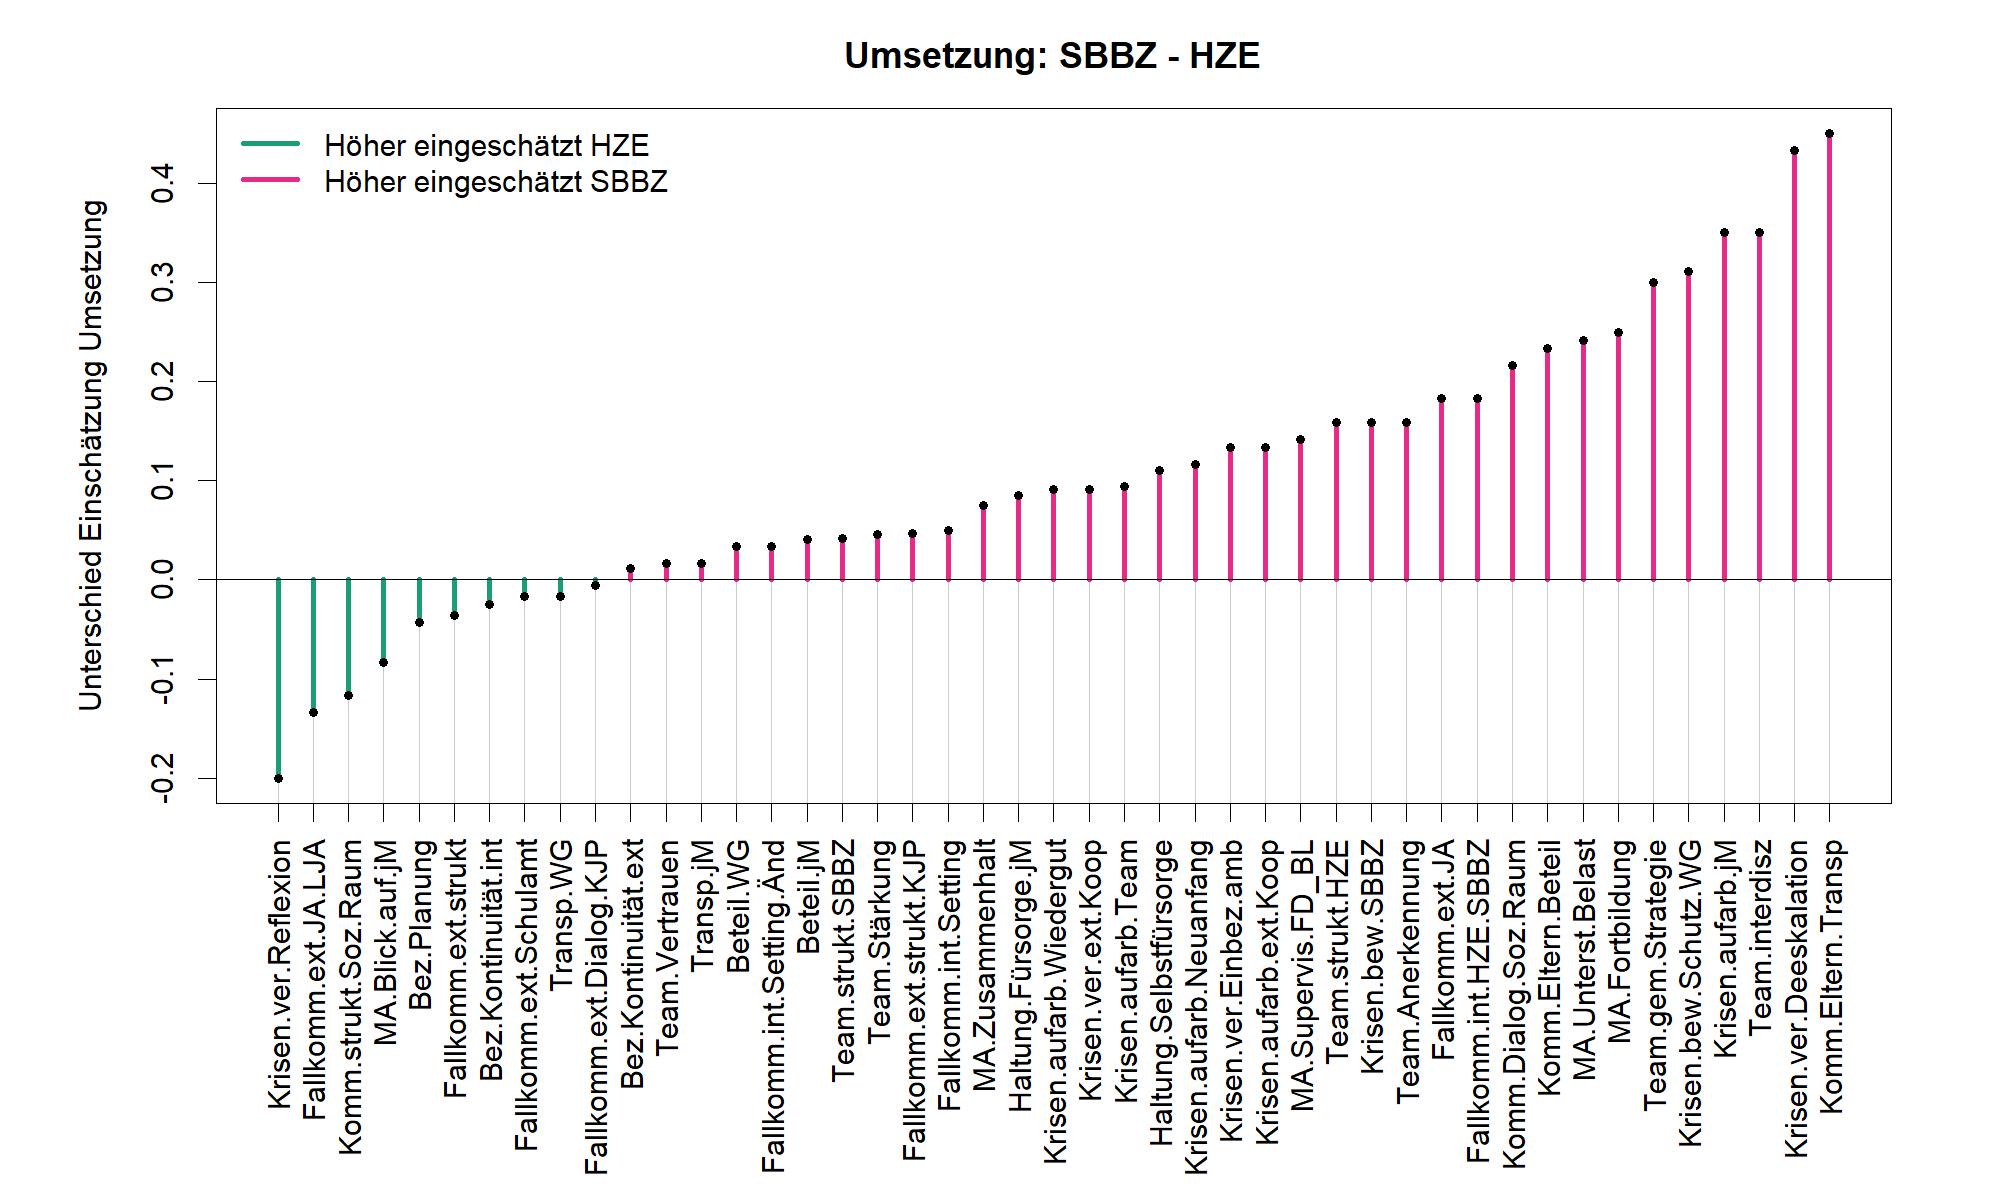 Umsetzung: SBBZ - HZE
Höher eingeschätzt HZE
Höher eingeschätzt SBBZ
Unterschied Einschätzung Umsetzung
0.4
0.3
0.2
0.1
0.0
-0.1
-0.2
Krisen.ver.Reflexion
Fallkomm.ext.JA.LJA
Komm.strukt.Soz.Raum
MA.Blick.auf.jM
Bez.Planung
Fallkomm.ext.strukt
Bez.Kontinuität.int
Fallkomm.ext.Schulamt
Transp.WG
Fallkomm.ext.Dialog.KJP
Bez.Kontinuität.ext
Team.Vertrauen
Transp.jM
Beteil.WG
Fallkomm.int.Setting.Änd
Beteil.jM
Team.strukt.SBBZ
Team.Stärkung
Fallkomm.ext.strukt.KJP
Fallkomm.int.Setting
MA.Zusammenhalt
Haltung.Fürsorge.jM
Krisen.aufarb.Wiedergut
Krisen.ver.ext.Koop
Krisen.aufarb.Team
Haltung.Selbstfürsorge
Krisen.aufarb.Neuanfang
Krisen.ver.Einbez.amb
Krisen.aufarb.ext.Koop
MA.Supervis.FD_BL
Team.strukt.HZE
Krisen.bew.SBBZ
Team.Anerkennung
Fallkomm.ext.JA
Fallkomm.int.HZE.SBBZ
Komm.Dialog.Soz.Raum
Komm.Eltern.Beteil
MA.Unterst.Belast
MA.Fortbildung
Team.gem.Strategie
Krisen.bew.Schutz.WG
Krisen.aufarb.jM
Team.interdisz
Krisen.ver.Deeskalation
Komm.Eltern.Transp